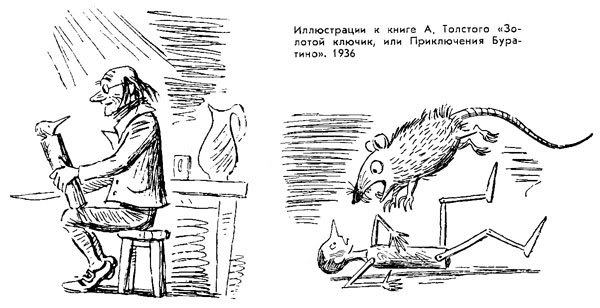 Иллюстрации к книге А. Толстого «Зо-
лотой ключик, или Приключения Бура-
тино». 1936